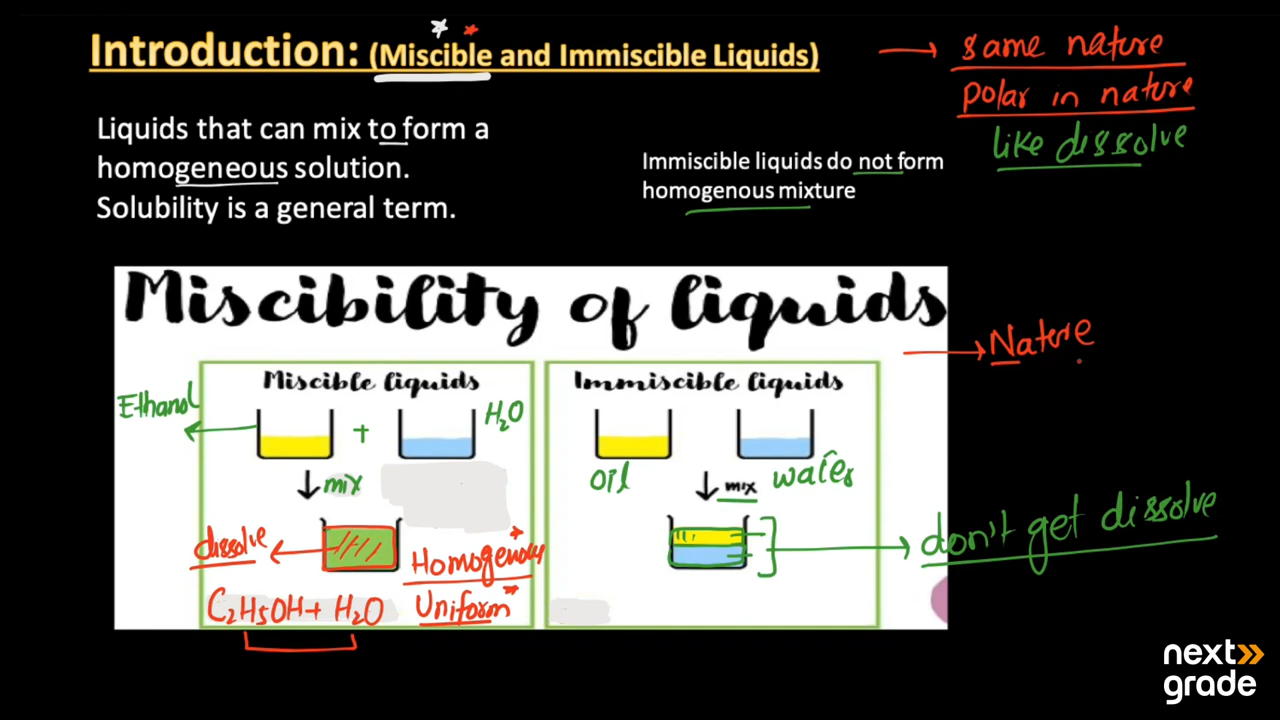 Introduction: (Miscible and Immiscible Liquids)
same nature
polar in nature
like dissolve
Liquids that can mix to form a
homogeneous solution.
Solubility is a general term.
Immiscible liquids do not form
homogenous mixture
Miscibility of liquids
Nature
Miscible liquids
Ethanol
+
H₂O
mix
dissolve
Homogenous
C₂H₅OH + H₂O
Uniform
Immiscible liquids
oil
water
mix
don't get dissolve
next
grade